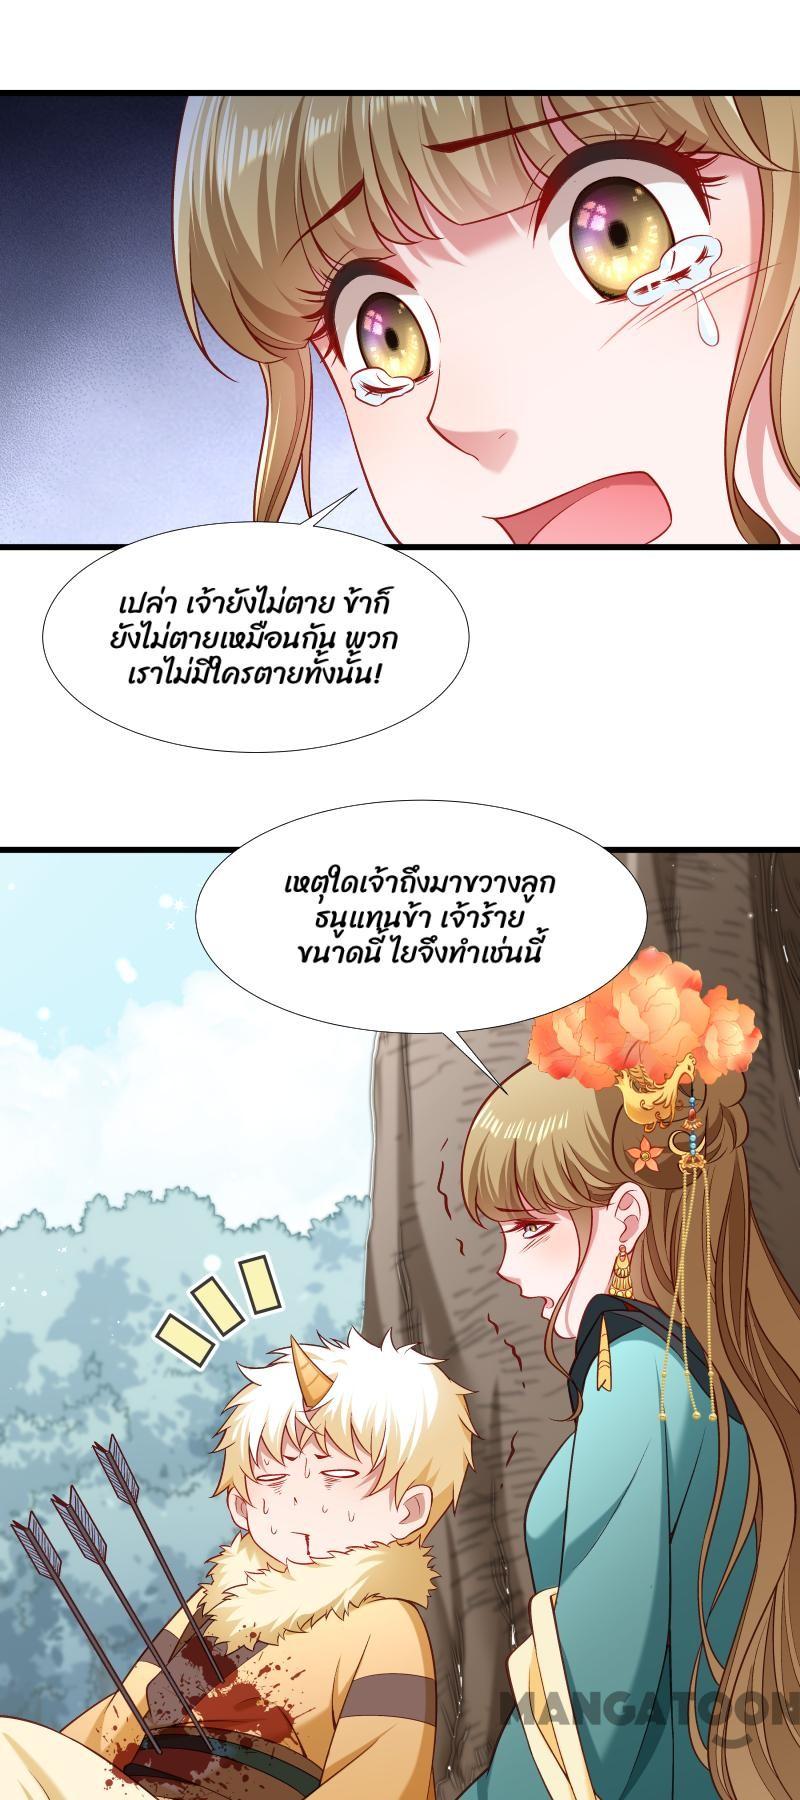 เปล่า เจ้ายังไม่ตาย ข้าก็
ยังไม่ตายเหมือนกัน พวก
เราไม่มีใครตายทั้งนั้น!
เหตุใดเจ้าถึงมาขวางลูก
ธนูแทนข้า เจ้าร้าย
ขนาดนี้ ไยจึงทำเช่นนี้
MANGATOON